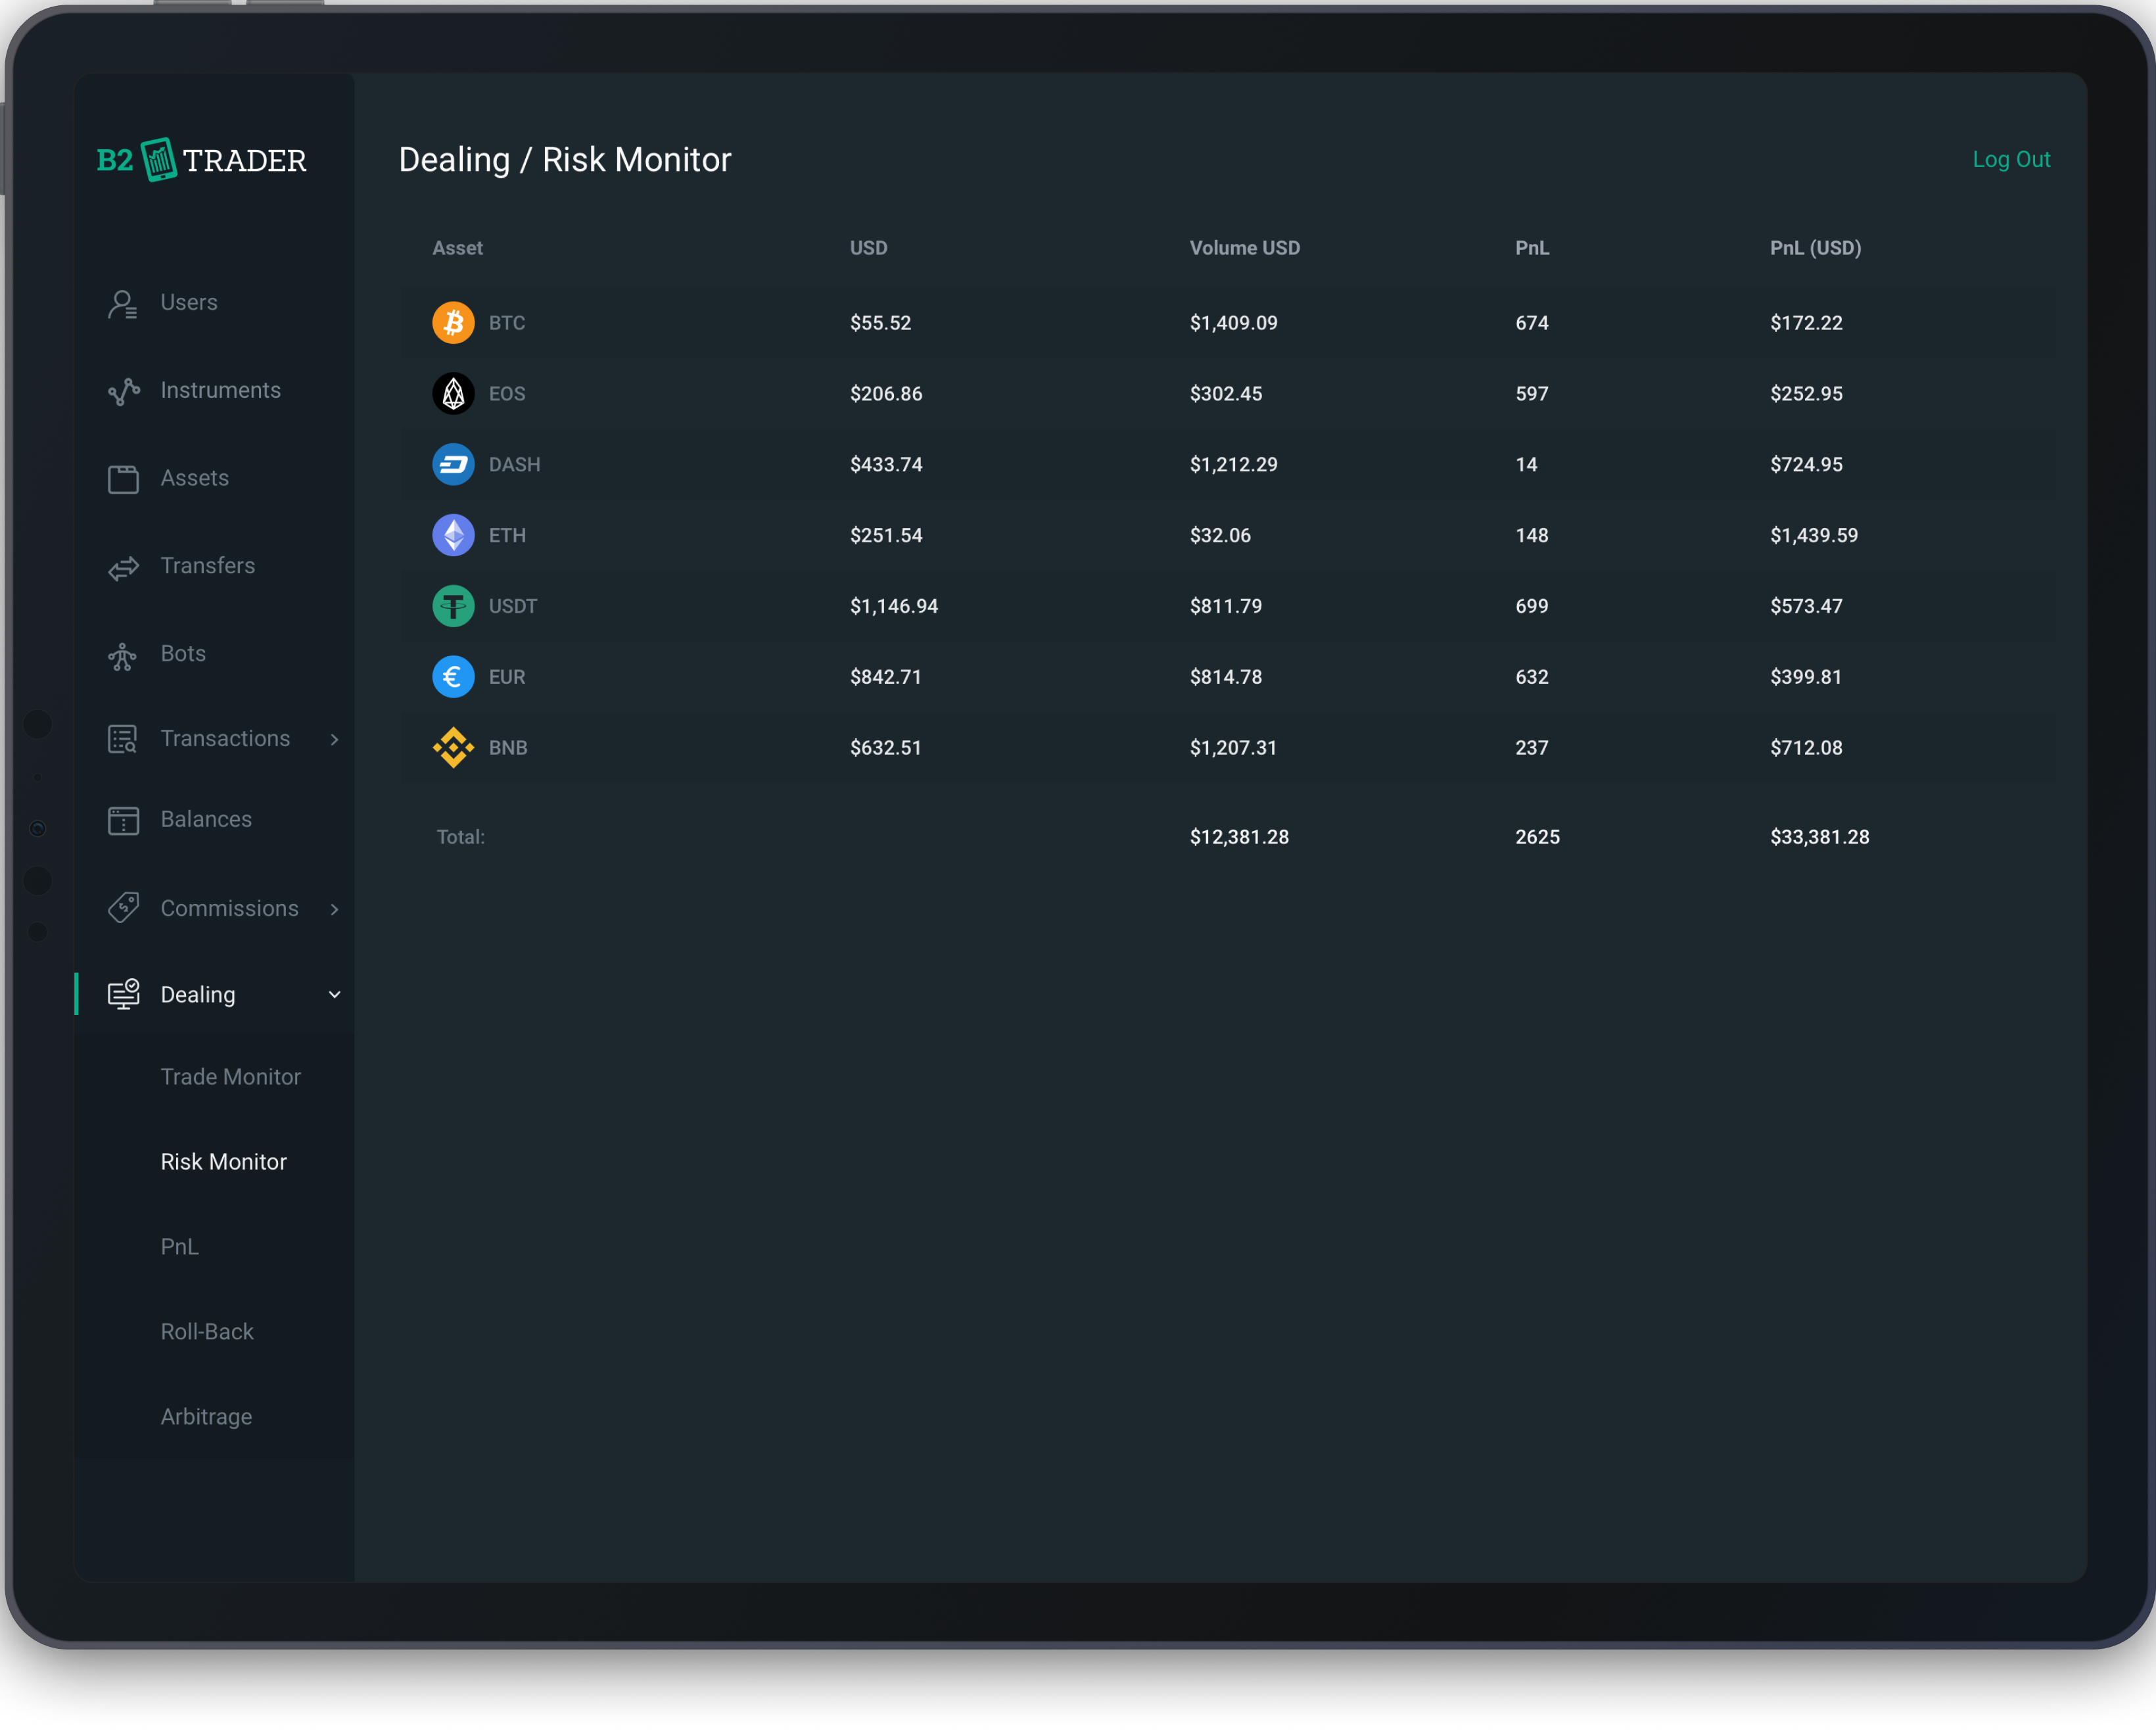 B2 TRADER
Dealing / Risk Monitor
Log Out
Users
Instruments
Assets
Transfers
Bots
Transactions
Balances
Commissions
Dealing
Trade Monitor
Risk Monitor
PnL
Roll-Back
Arbitrage
Asset USD Volume USD PnL PnL (USD)
BTC $55.52 $1,409.09 674 $172.22
EOS $206.86 $302.45 597 $252.95
DASH $433.74 $1,212.29 14 $724.95
ETH $251.54 $32.06 148 $1,439.59
USDT $1,146.94 $811.79 699 $573.47
EUR $842.71 $814.78 632 $399.81
BNB $632.51 $1,207.31 237 $712.08
Total: $12,381.28 2625 $33,381.28